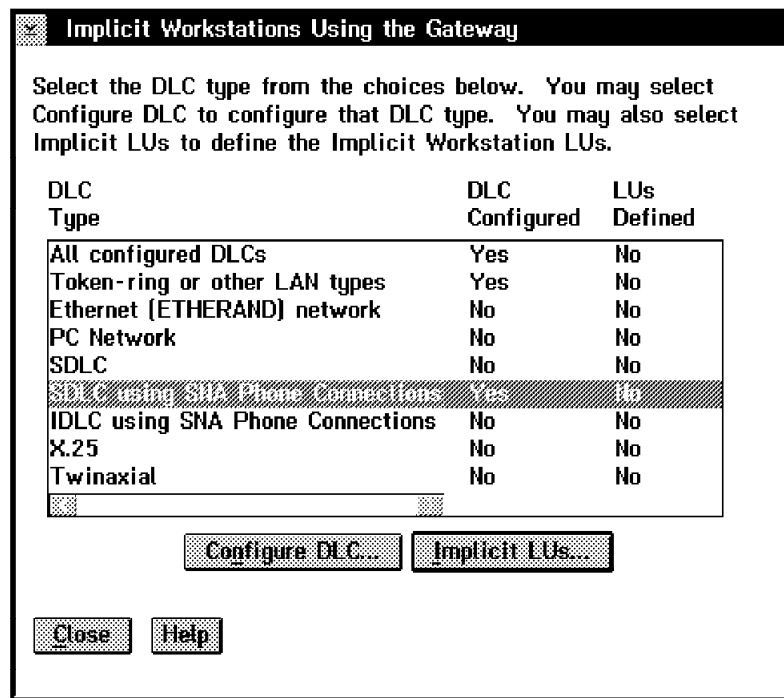 Implicit Workstations Using the Gateway
Select the DLC type from the choices below. You may select
Configure DLC to configure that DLC type. You may also select
Implicit LUs to define the Implicit Workstation LUs.
DLC DLC LUs
Type Configured Defined
All configured DLCs Yes No
Token-ring or other LAN types Yes No
Ethernet (ETHERAND) network No No
PC Network No No
SDLC No No
SDLC using SNA Phone Connections Yes No
IDLC using SNA Phone Connections No No
X.25 No No
Twinaxial No No
Configure DLC... Implicit LUs...
Close Help